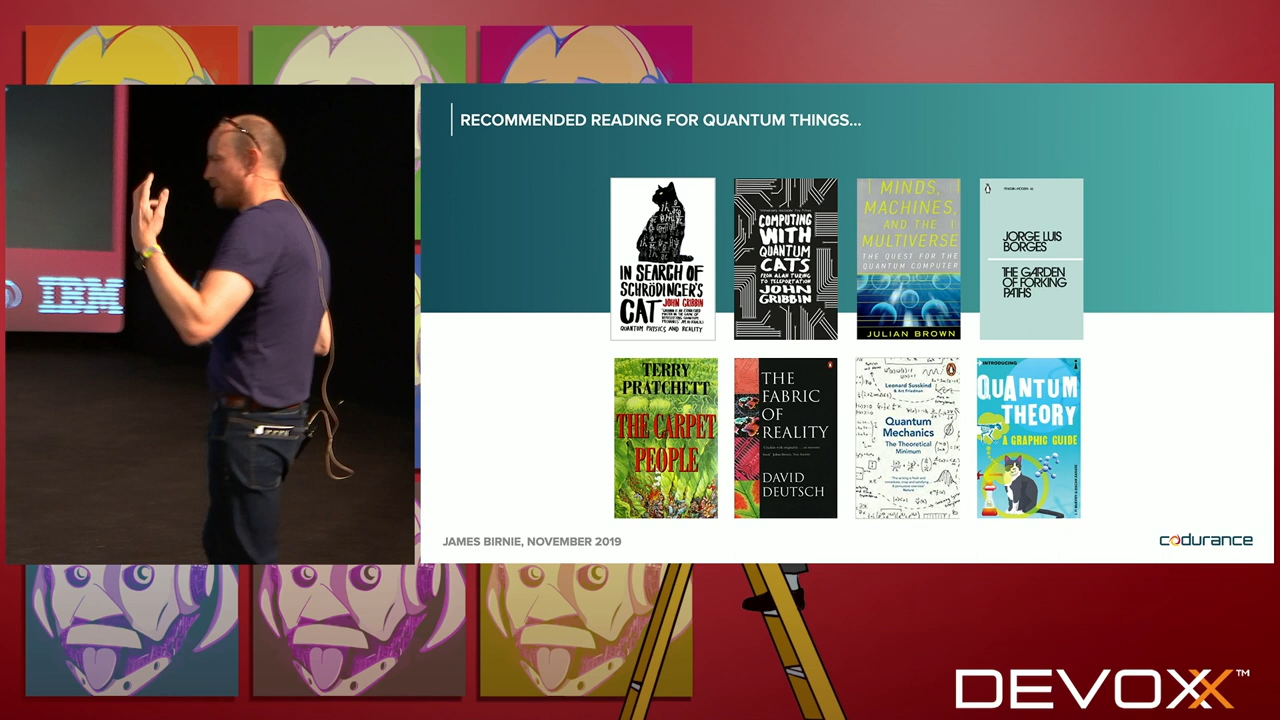 RECOMMENDED READING FOR QUANTUM THINGS...
IN SEARCH OF
SCHRÖDINGER'S
CAT JOHN GRIBBIN
QUANTUM PHYSICS AND REALITY
COMPUTING
WITH
QUANTUM
CATS
FROM ALAN TURING
TO TELEPORTATION
JOHN
GRIBBIN
MINDS,
MACHINES,
AND THE
MULTIVERSE
THE QUEST FOR THE
QUANTUM COMPUTER
JULIAN BROWN
JORGE LUIS
BORGES
THE GARDEN
OF FORKING
PATHS
TERRY
PRATCHETT
THE CARPET
PEOPLE
THE
FABRIC
OF
REALITY
DAVID
DEUTSCH
Leonard Susskind
& Art Friedman
Quantum
Mechanics
The Theoretical
Minimum
INTRODUCING
QUANTUM
THEORY
A GRAPHIC GUIDE
IBM
JAMES BIRNIE, NOVEMBER 2019
codurance
DEVOXX™